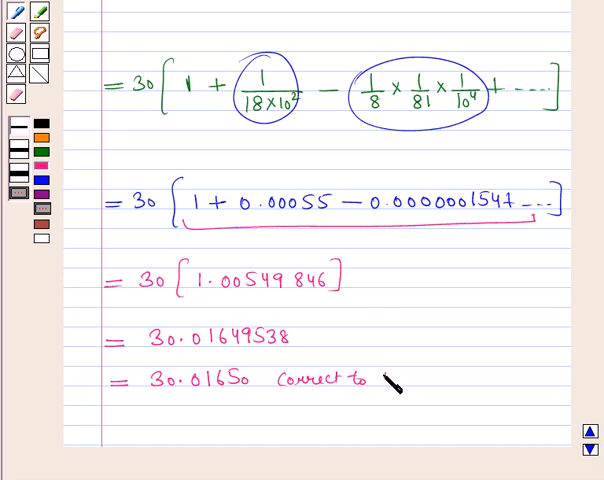 = 30 [ 1 + 1/(18×10²) − 1/8 × 1/81 × 1/10⁴ + ---- ]
= 30 [ 1 + 0.00055 − 0.0000001547 --- ]
= 30 [ 1.00549846 ]
= 30.01649538
= 30.01650 correct to